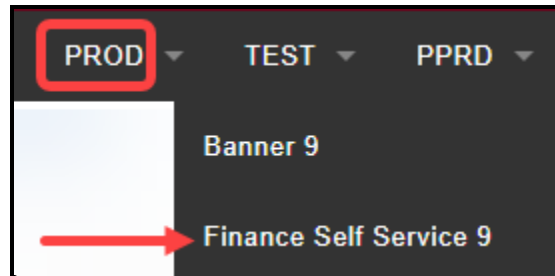 PROD TEST PPRD
Banner 9
Finance Self Service 9